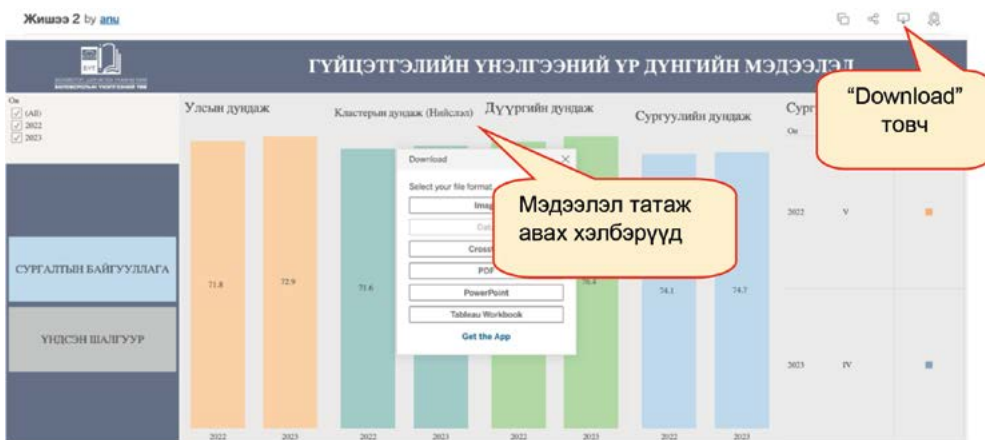 Жишээ 2 by anu
ГҮЙЦЭТГЭЛИЙН ҮНЭЛГЭЭНИЙ ҮР ДҮНГИЙН МЭДЭЭЛЭЛ
“Download”
товч
Он
(All)
2022
2023
Улсын дундаж
Кластерын дундаж (Нийслэл)
Дүүргийн дундаж
Сургуулийн дундаж
Он
Download
Select your file format.
PDF
PowerPoint
Tableau Workbook
Get the App
Мэдээлэл татаж
авах хэлбэрүүд
СУРГАЛТЫН БАЙГУУЛЛАГА
ҮНДСЭН ШАЛГУУР
71.8
72.9
71.6
74.1
74.7
2022 V
2023 IV
2022 2023 2022 2023 2022 2023 2022 2023